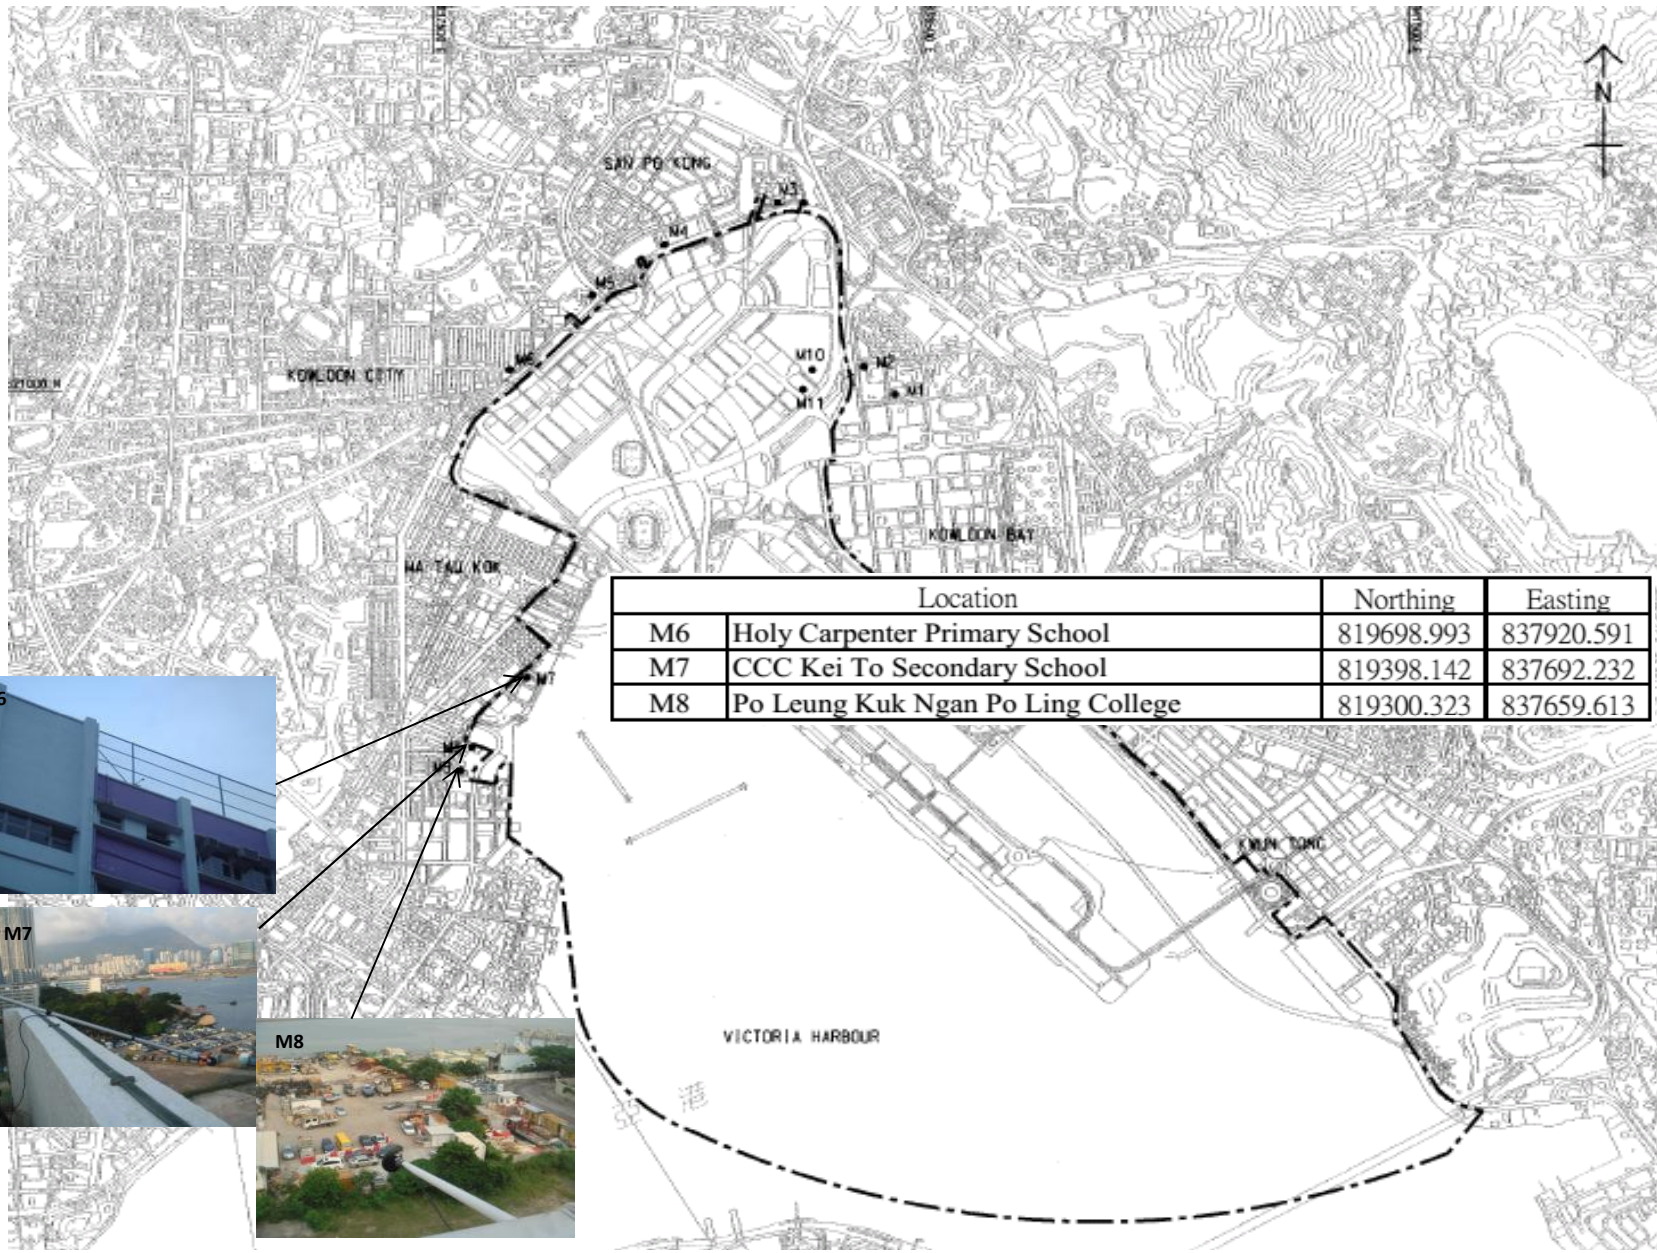 N
SAN PO KONG
M3
M4
M5
M10
M2
M6
KOWLOON CITY
M11
M1
KOWLOON BAY
MA TAU KOK
Location Northing Easting
M6 Holy Carpenter Primary School 819698.993 837920.591
M7 CCC Kei To Secondary School 819398.142 837692.232
M8 Po Leung Kuk Ngan Po Ling College 819300.323 837659.613
M7
M9
KWUN TONG
M7
M8
VICTORIA HARBOUR
港